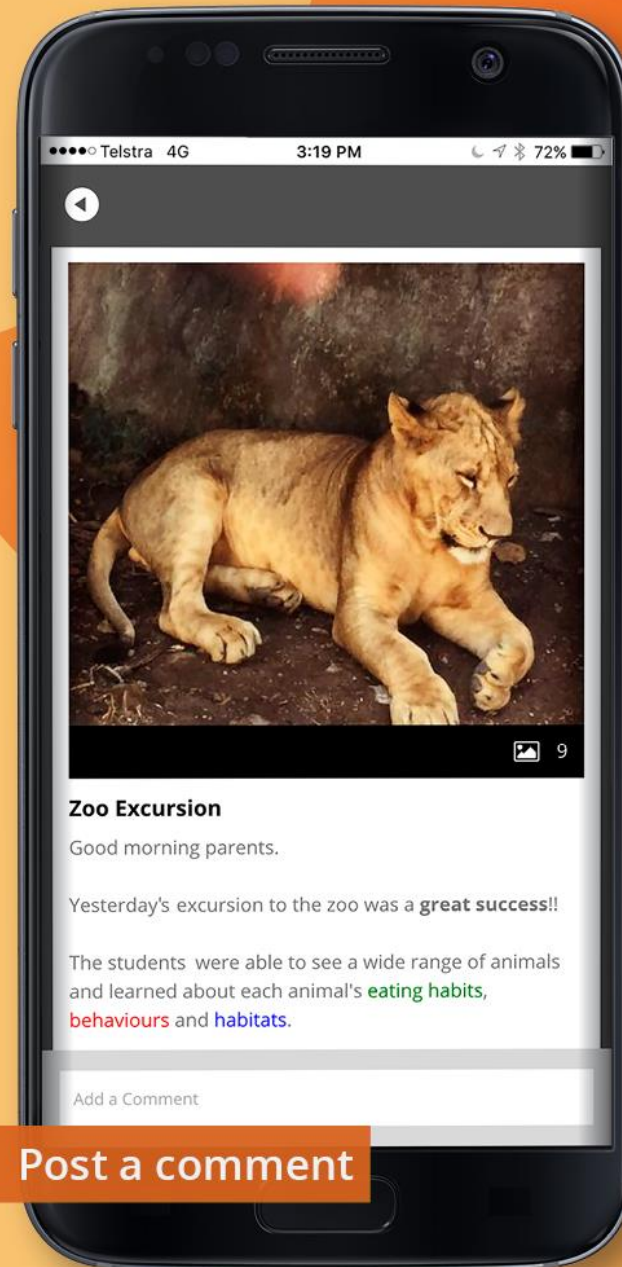 Telstra 4G 3:19 PM 72%
9
Zoo Excursion
Good morning parents.
Yesterday's excursion to the zoo was a great success!!
The students were able to see a wide range of animals
and learned about each animal's eating habits,
behaviours and habitats.
Add a Comment
Post a comment